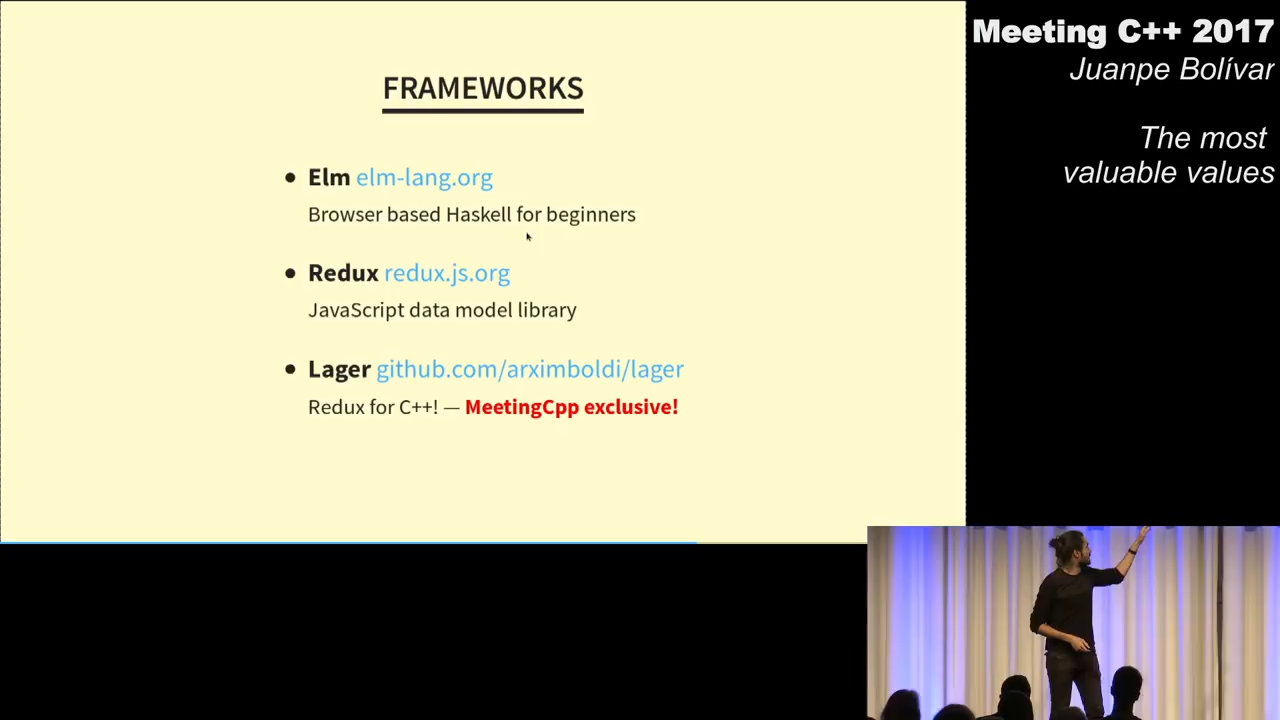 FRAMEWORKS
Elm elm-lang.org
Browser based Haskell for beginners
Redux redux.js.org
JavaScript data model library
Lager github.com/arximboldi/lager
Redux for C++! — MeetingCpp exclusive!
Meeting C++ 2017
Juanpe Bolívar
The most
valuable values